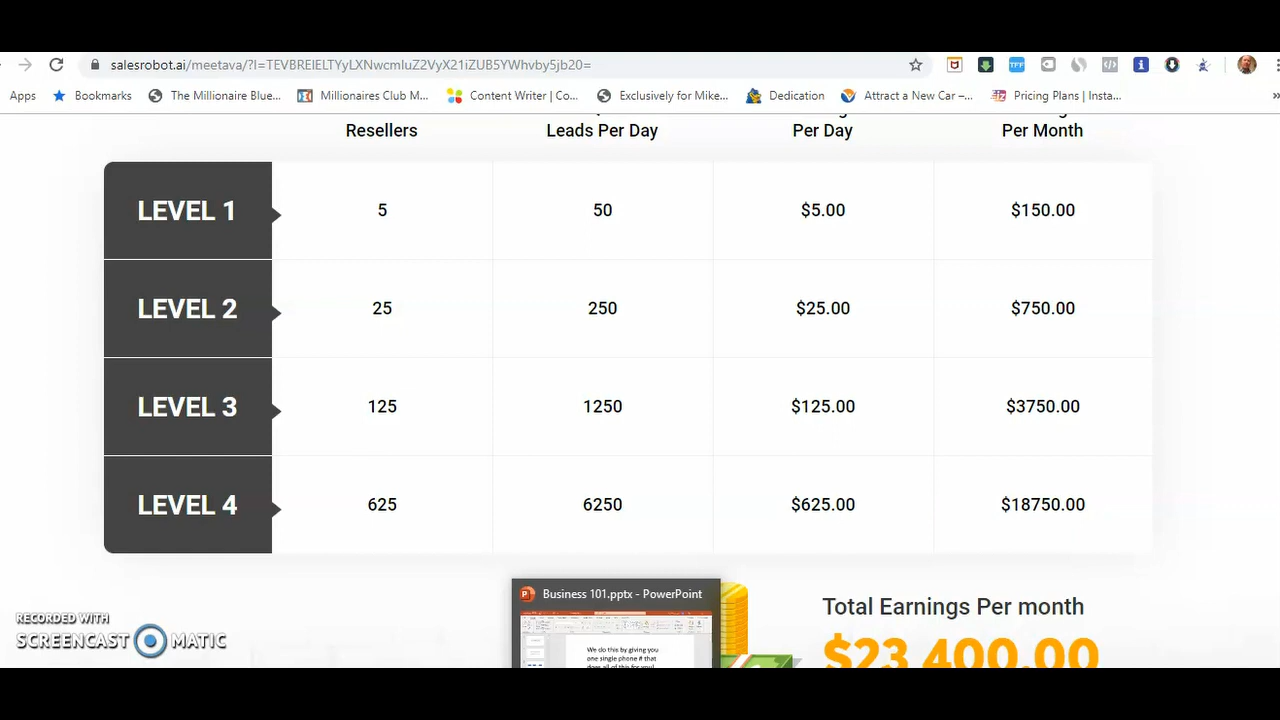 salesrobot.ai/meetava/?l=TEVBREIELTYyLXNwcmluZ2VyX21iZUB5YWhvby5jb20=
Apps Bookmarks The Millionaire Blue... Millionaires Club M... Content Writer | Co... Exclusively for Mike... Dedication Attract a New Car –... Pricing Plans | Insta...
Resellers Leads Per Day Per Day Per Month
LEVEL 1 5 50 $5.00 $150.00
LEVEL 2 25 250 $25.00 $750.00
LEVEL 3 125 1250 $125.00 $3750.00
LEVEL 4 625 6250 $625.00 $18750.00
Business 101.pptx - PowerPoint
We do this by giving you
one single phone # that
does all of this for you!
Total Earnings Per month
$23,400.00
RECORDED WITH
SCREENCAST MATIC